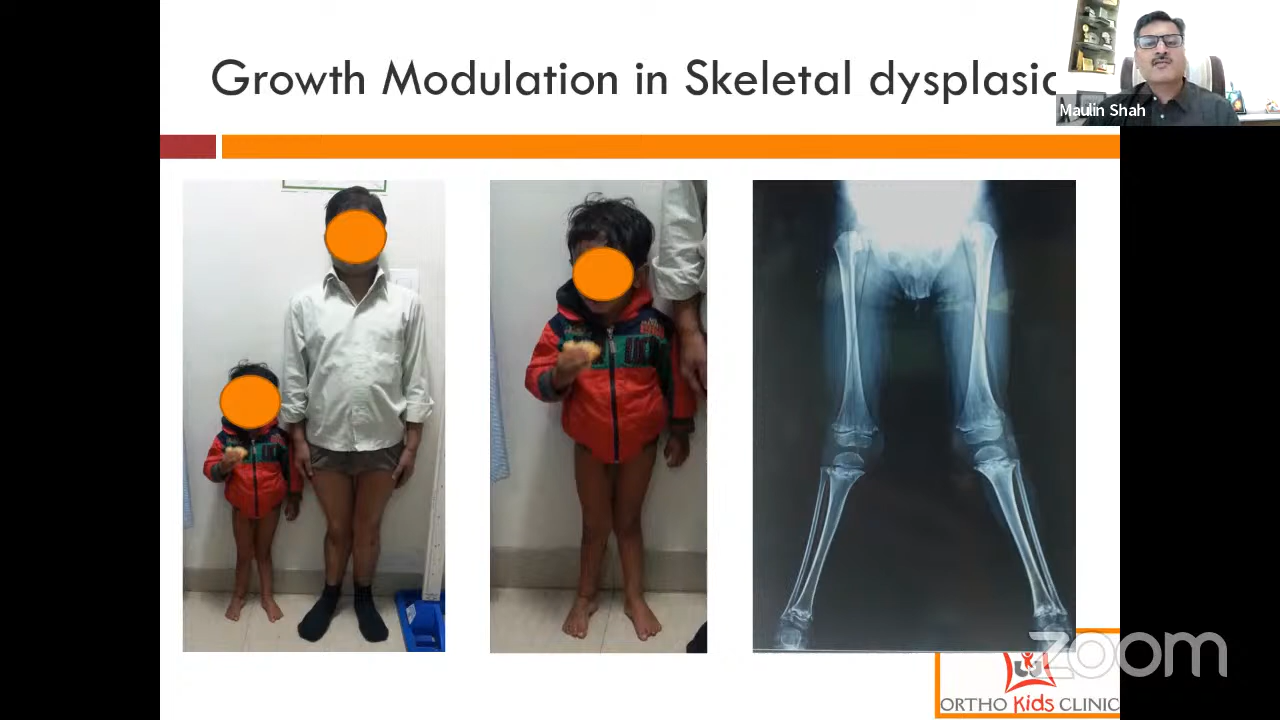 Growth Modulation in Skeletal dysplasia
Maulin Shah
zoom
ORTHO Kids CLINIC